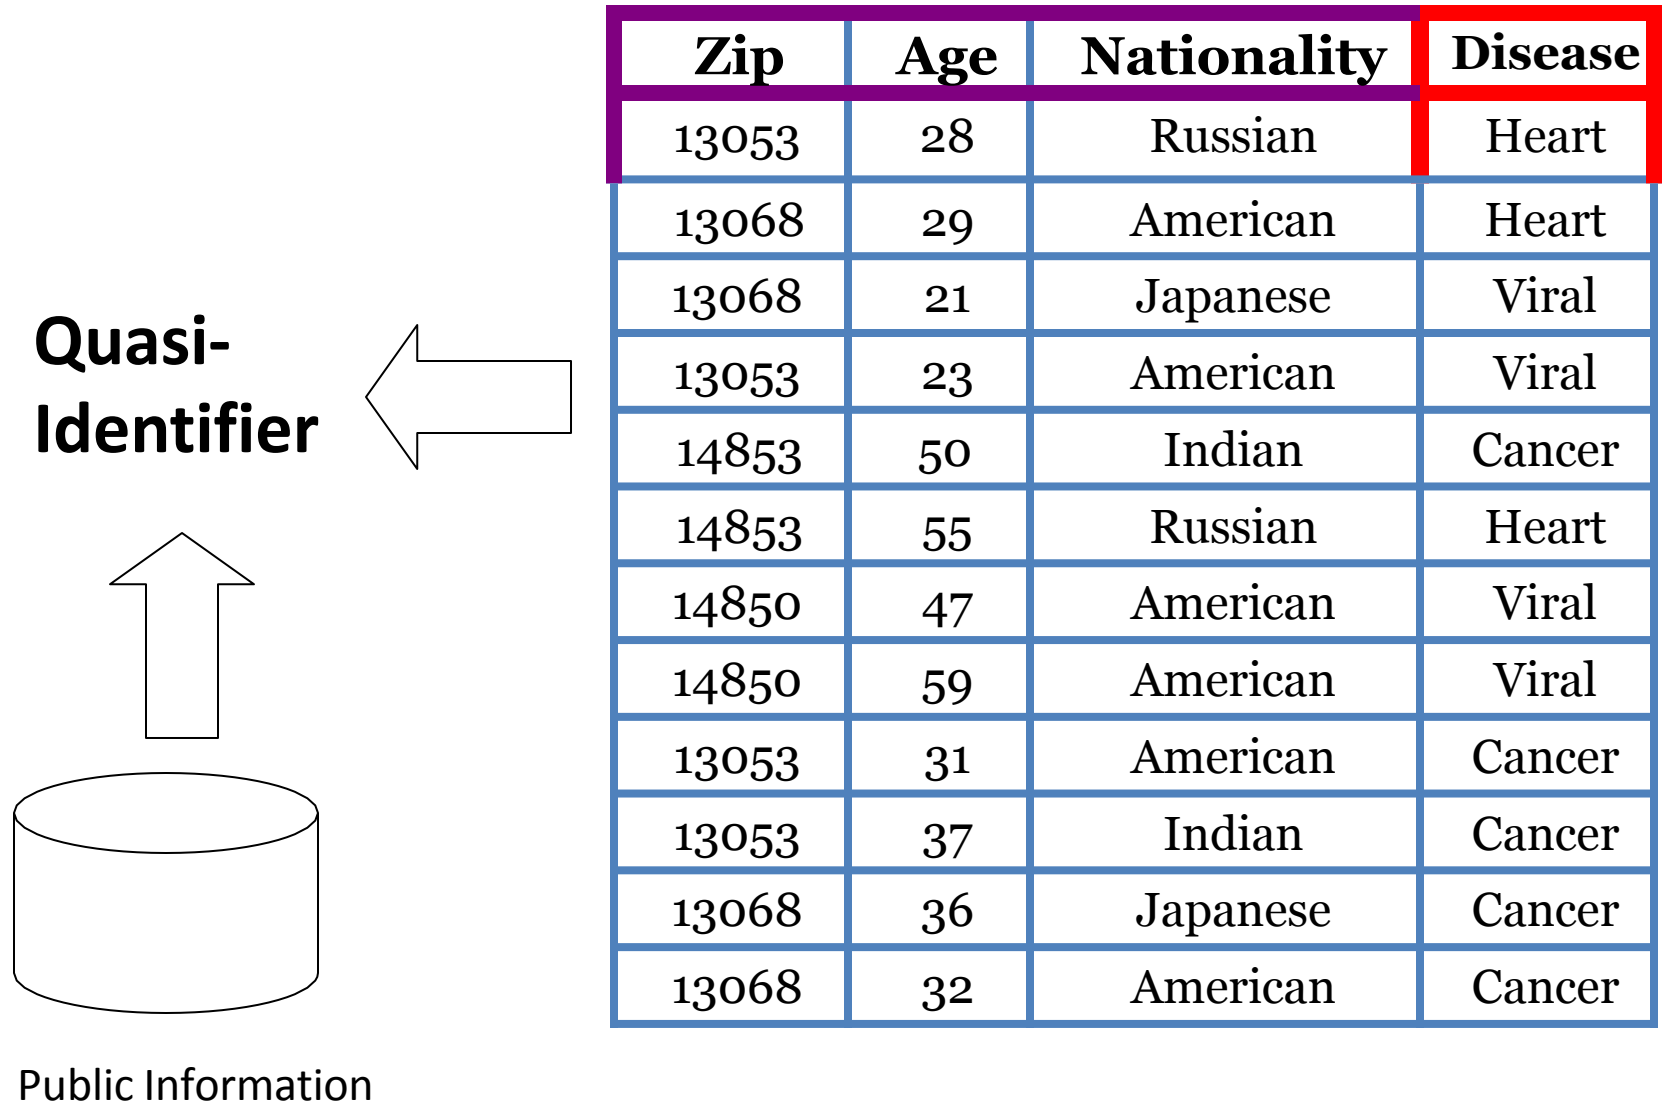 Zip Age Nationality Disease
13053 28 Russian Heart
13068 29 American Heart
13068 21 Japanese Viral
13053 23 American Viral
14853 50 Indian Cancer
14853 55 Russian Heart
14850 47 American Viral
14850 59 American Viral
13053 31 American Cancer
13053 37 Indian Cancer
13068 36 Japanese Cancer
13068 32 American Cancer
Quasi-
Identifier
Public Information